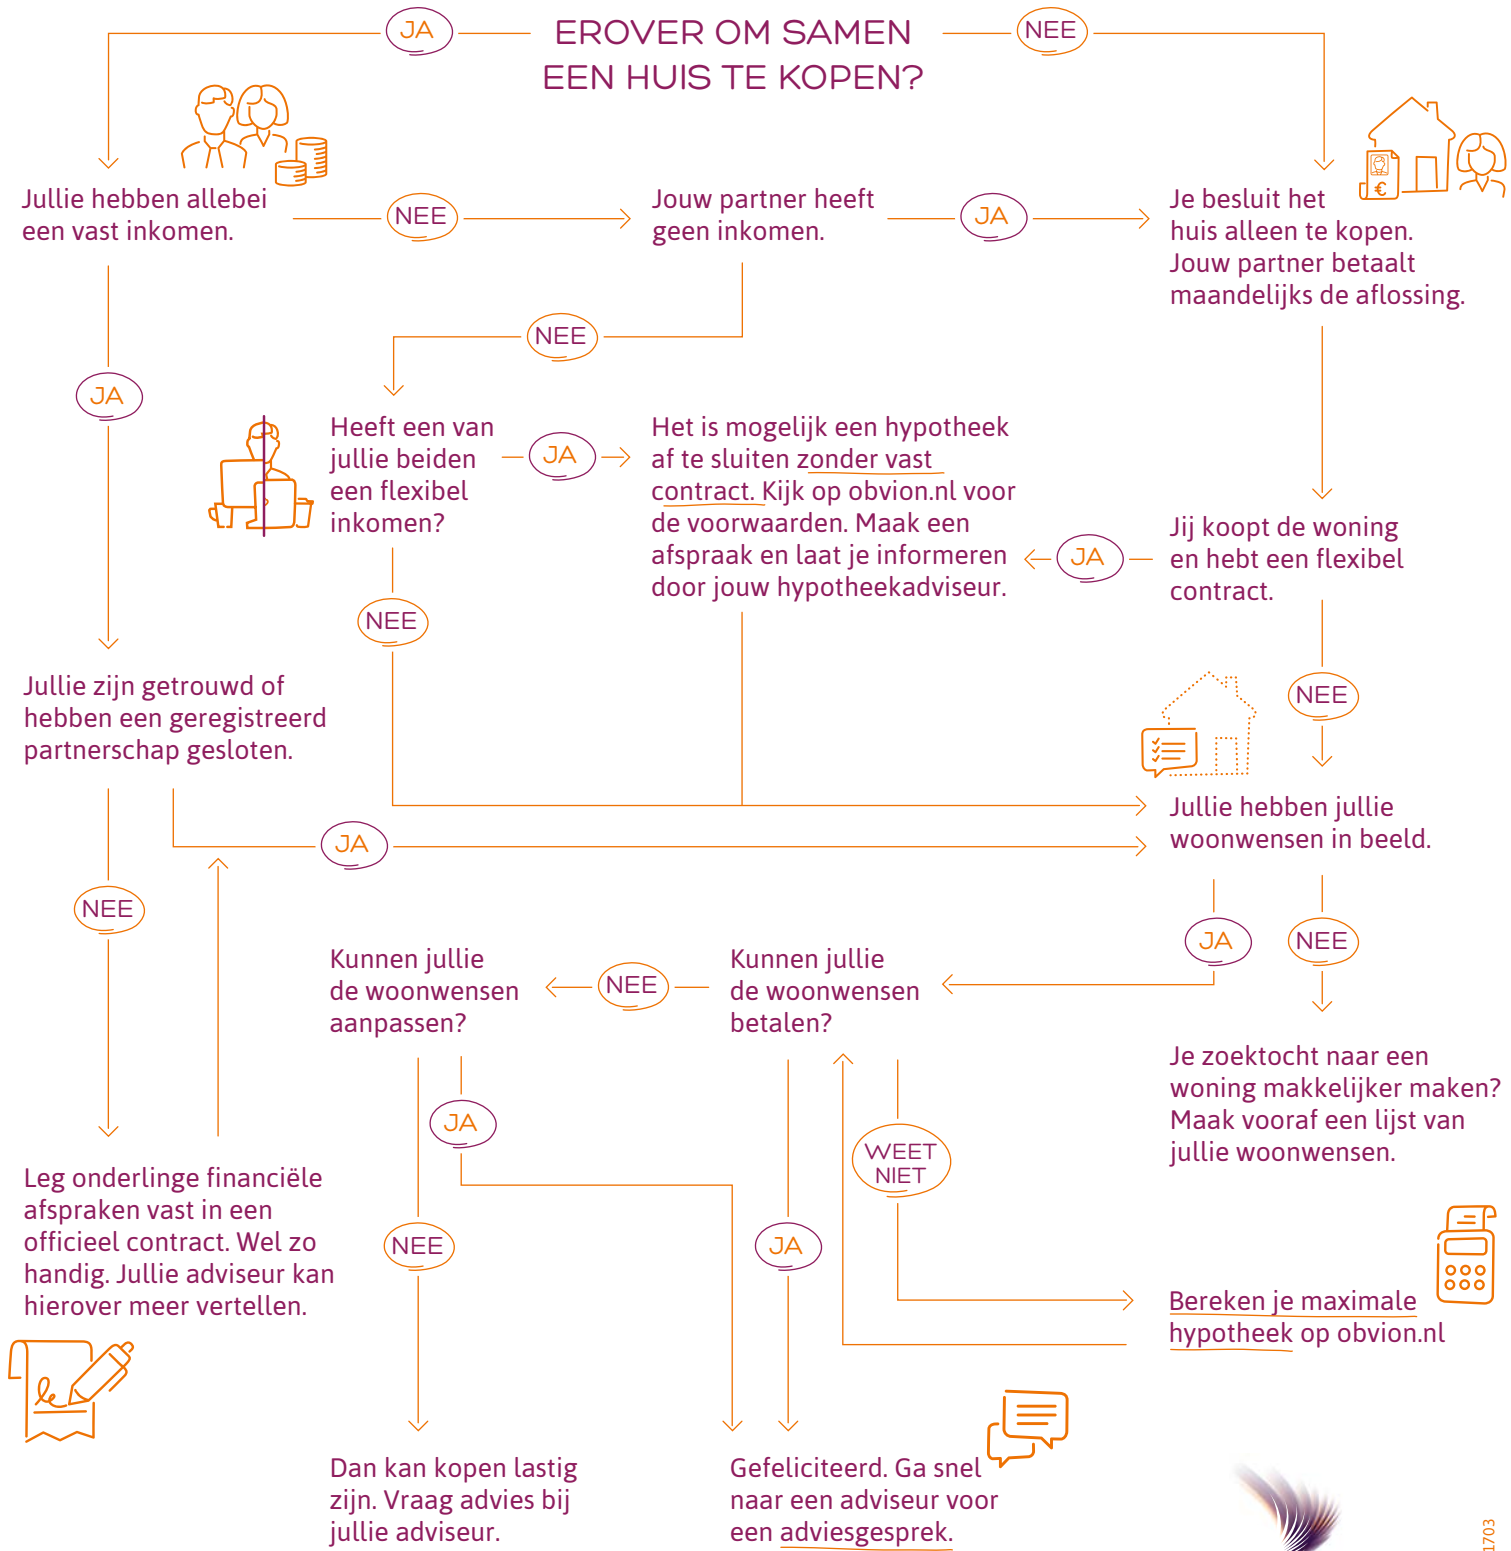 JA
EROVER OM SAMEN
EEN HUIS TE KOPEN?
NEE
Jullie hebben allebei
een vast inkomen.
NEE
Jouw partner heeft
geen inkomen.
JA
Je besluit het
huis alleen te kopen.
Jouw partner betaalt
maandelijks de aflossing.
€
NEE
JA
Heeft een van
jullie beiden
een flexibel
inkomen?
JA
Het is mogelijk een hypotheek
af te sluiten zonder vast
contract. Kijk op obvion.nl voor
de voorwaarden. Maak een
afspraak en laat je informeren
door jouw hypotheekadviseur.
JA
Jij koopt de woning
en hebt een flexibel
contract.
NEE
NEE
Jullie zijn getrouwd of
hebben een geregistreerd
partnerschap gesloten.
Jullie hebben jullie
woonwensen in beeld.
JA
NEE
JA
NEE
Kunnen jullie
de woonwensen
aanpassen?
NEE
Kunnen jullie
de woonwensen
betalen?
Je zoektocht naar een
woning makkelijker maken?
Maak vooraf een lijst van
jullie woonwensen.
JA
WEET
NIET
Leg onderlinge financiële
afspraken vast in een
officieel contract. Wel zo
handig. Jullie adviseur kan
hierover meer vertellen.
NEE
JA
Bereken je maximale
hypotheek op obvion.nl
Dan kan kopen lastig
zijn. Vraag advies bij
jullie adviseur.
Gefeliciteerd. Ga snel
naar een adviseur voor
een adviesgesprek.
1703